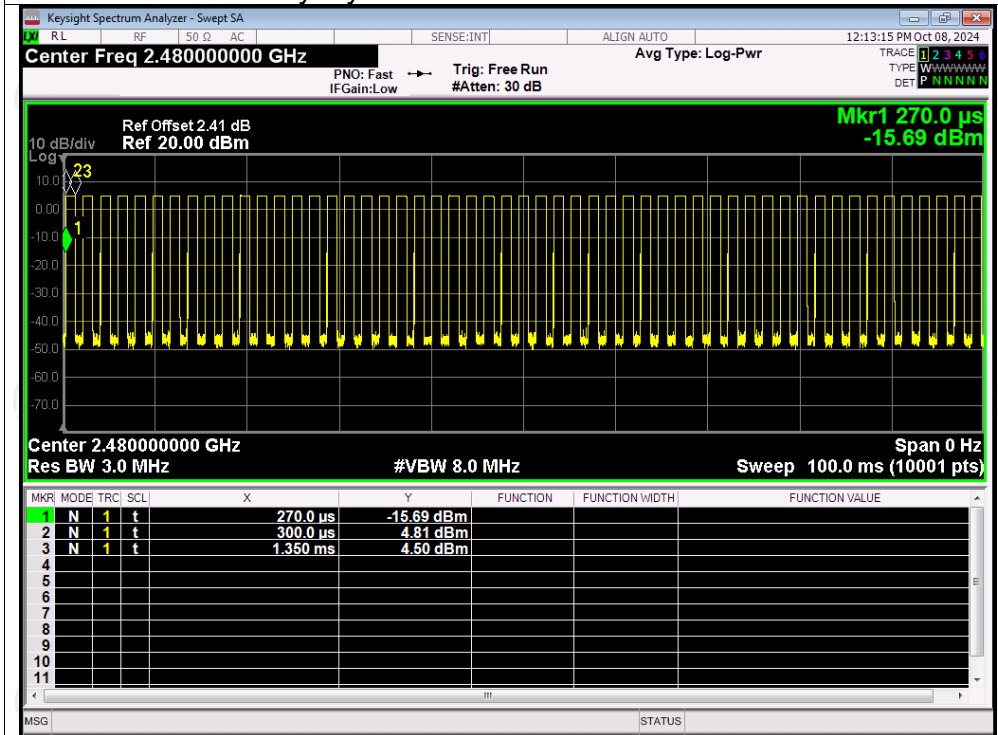 Keysight Spectrum Analyzer - Swept SA
LXI RL RF 50 Ω AC SENSE:INT ALIGN AUTO 12:13:15 PM Oct 08, 2024
Center Freq 2.480000000 GHz
Avg Type: Log-Pwr
TRACE 1 2 3 4 5 6
PNO: Fast Trig: Free Run TYPE WWWWWW
IFGain:Low #Atten: 30 dB DET P N N N N N
Mkr1 270.0 µs
Ref Offset 2.41 dB
10 dB/div Ref 20.00 dBm -15.69 dBm
Log
2 3
10.0
0.00
1
-10.0
-20.0
-30.0
-40.0
-50.0
-60.0
-70.0
Center 2.480000000 GHz Span 0 Hz
Res BW 3.0 MHz #VBW 8.0 MHz Sweep 100.0 ms (10001 pts)
MKR MODE TRC SCL X Y FUNCTION FUNCTION WIDTH FUNCTION VALUE
1 N 1 t 270.0 µs -15.69 dBm
2 N 1 t 300.0 µs 4.81 dBm
3 N 1 t 1.350 ms 4.50 dBm
4
5
6
7
8
9
10
11
MSG STATUS